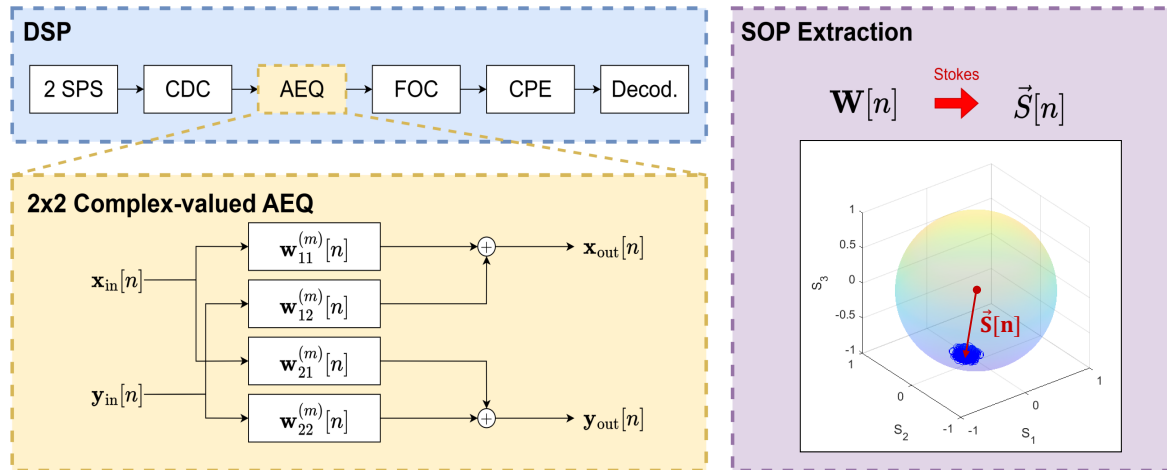 DSP
2 SPS
CDC
AEQ
FOC
CPE
Decod.
2x2 Complex-valued AEQ
𝐱in[n]
𝐲in[n]
𝐰11^(m)[n]
𝐰12^(m)[n]
𝐰21^(m)[n]
𝐰22^(m)[n]
+
+
𝐱out[n]
𝐲out[n]
SOP Extraction
Stokes
𝐖[n]
S⃗[n]
1
0.5
0
-0.5
-1
S3
1
0
-1
S2
-1
0
1
S1
S⃗[n]